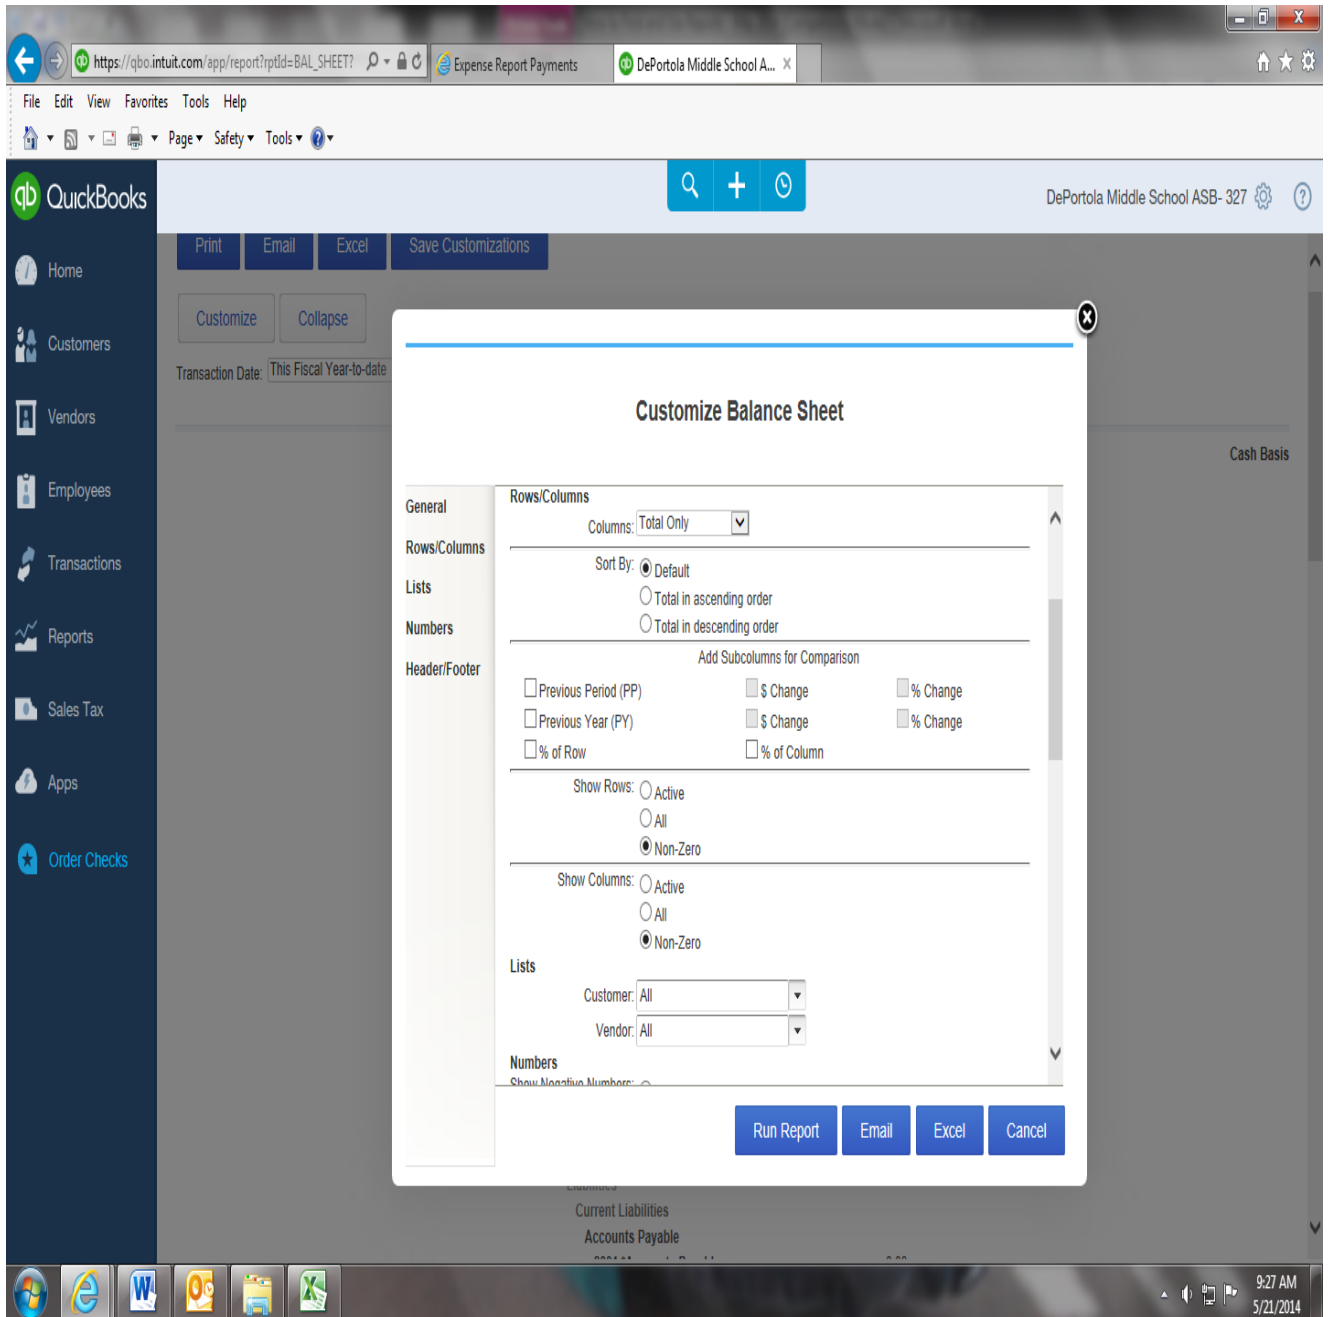 https://qbo.intuit.com/app/report?rptId=BAL_SHEET?
Expense Report Payments
DePortola Middle School A...
File Edit View Favorites Tools Help
Page Safety Tools
QuickBooks
DePortola Middle School ASB- 327
Home
Customers
Vendors
Employees
Transactions
Reports
Sales Tax
Apps
Order Checks
Print Email Excel Save Customizations
Customize Collapse
Transaction Date: This Fiscal Year-to-date
Cash Basis
Customize Balance Sheet
General
Rows/Columns
Lists
Numbers
Header/Footer
Rows/Columns
Columns: Total Only
Sort By: Default
Total in ascending order
Total in descending order
Add Subcolumns for Comparison
Previous Period (PP) $ Change % Change
Previous Year (PY) $ Change % Change
% of Row % of Column
Show Rows: Active
All
Non-Zero
Show Columns: Active
All
Non-Zero
Lists
Customer: All
Vendor: All
Numbers
Show Negative Numbers:
Run Report Email Excel Cancel
Liabilities
Current Liabilities
Accounts Payable
9:27 AM
5/21/2014